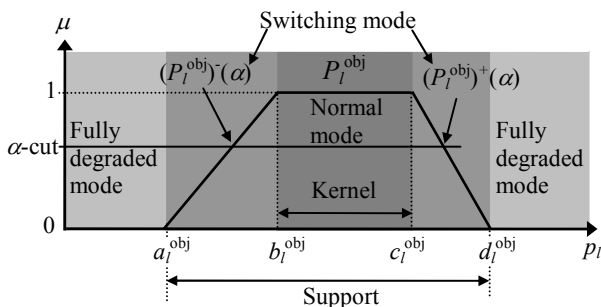 Switching mode
μ
(P_l^obj)^-(α)
P_l^obj
(P_l^obj)^+(α)
1
Normal
mode
Fully
degraded
mode
α-cut
Fully
degraded
mode
Kernel
0
a_l^obj
b_l^obj
c_l^obj
d_l^obj
p_l
Support